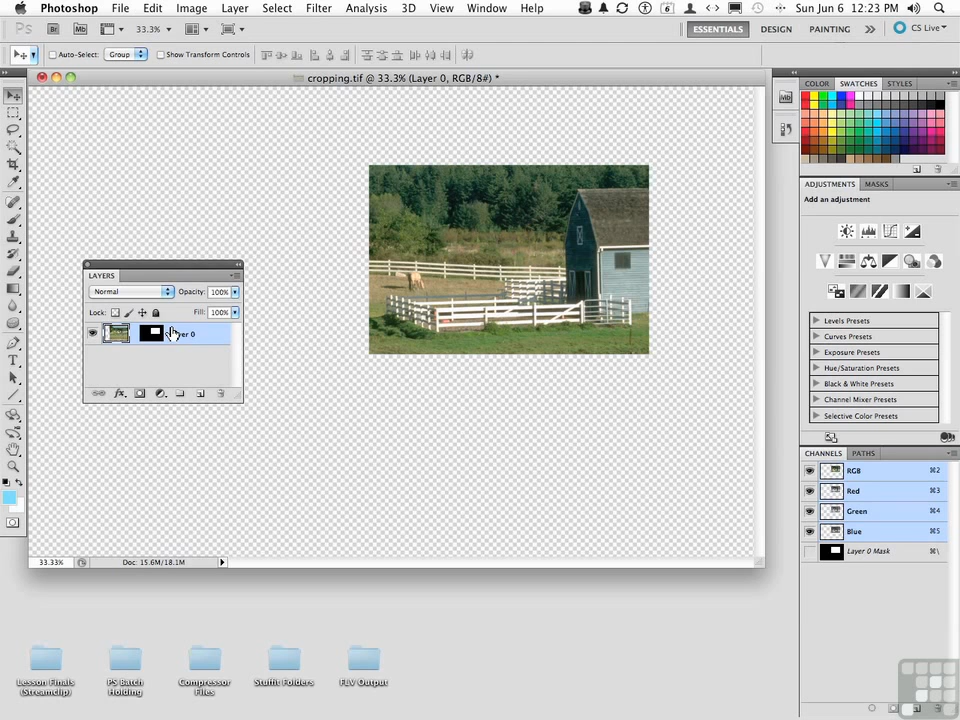 Photoshop File Edit Image Layer Select Filter Analysis 3D View Window Help 6 Sun Jun 6 12:23 PM
Ps Br Mb 33.3% ESSENTIALS DESIGN PAINTING CS Live
Auto-Select: Group Show Transform Controls
cropping.tif @ 33.3% (Layer 0, RGB/8#) *
COLOR SWATCHES STYLES
Mb
ADJUSTMENTS MASKS
Add an adjustment
LAYERS
Normal Opacity: 100%
Lock: Fill: 100%
Levels Presets
Curves Presets
Exposure Presets
Hue/Saturation Presets
Black & White Presets
Channel Mixer Presets
Selective Color Presets
CHANNELS PATHS
RGB ⌘2
Red ⌘3
Green ⌘4
Blue ⌘5
Layer 0 Mask ⌘\
33.33% Doc: 15.6M/18.1M
Lesson Finals (Streamclip)
PS Batch Holding
Compressor Files
Stuffit Folders
FLV Output